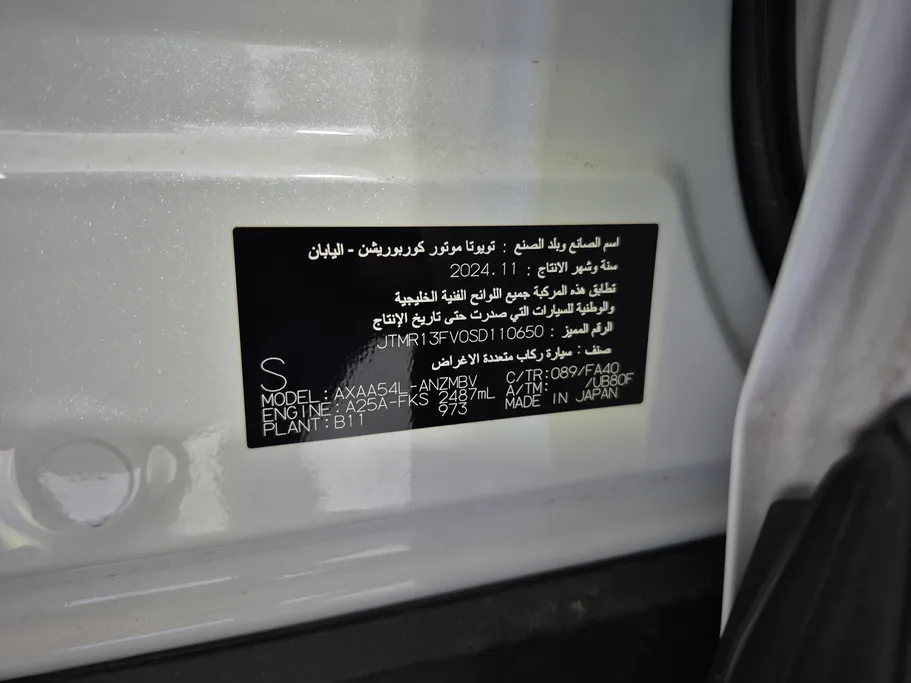 اسم الصانع وبلد الصنع : تويوتا موتور كوربوريشن - اليابان
سنة وشهر الانتاج : 2024.11
تطابق هذه المركبة جميع اللوائح الفنية الخليجية
والوطنية للسيارات التي صدرت حتى تاريخ الإنتاج
الرقم المميز : JTMR13FV0SD110650
صنف : سيارة ركاب متعددة الاغراض
S
MODEL:AXAA54L-ANZMBV C/TR:089/FA40
ENGINE:A25A-FKS 2487mL A/TM: /UB80F
PLANT:B11 973 MADE IN JAPAN